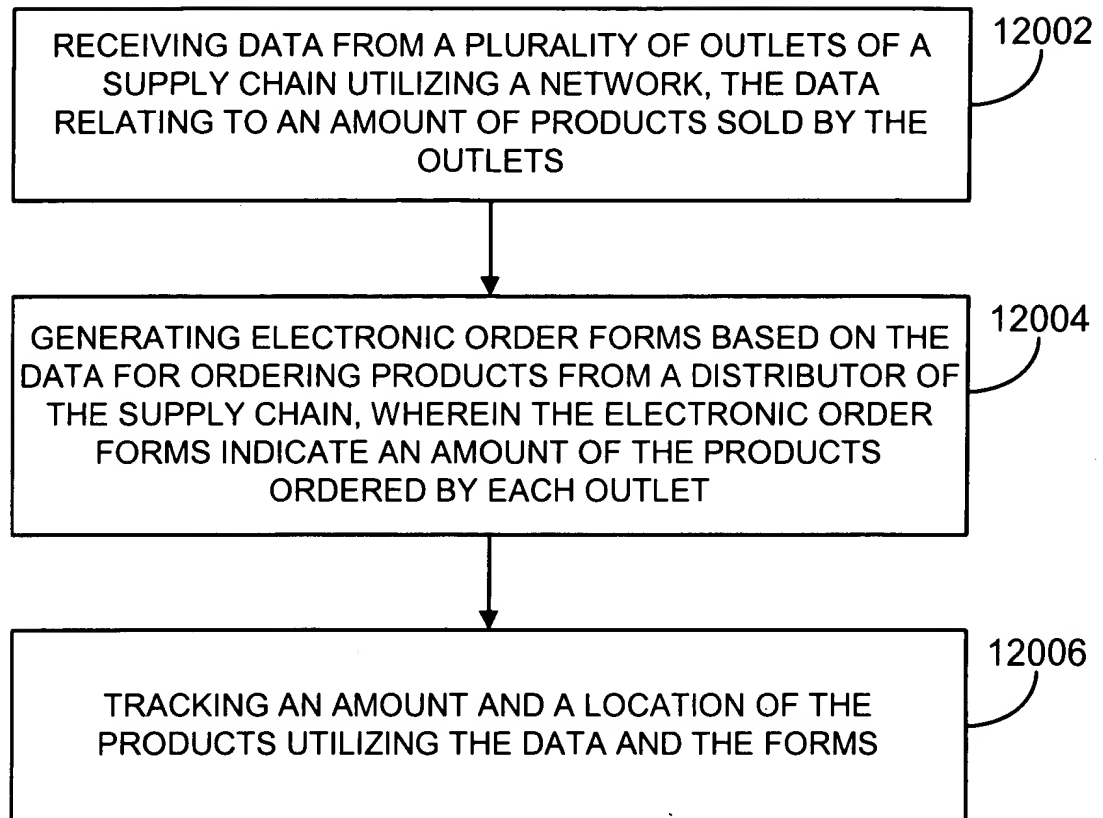 RECEIVING DATA FROM A PLURALITY OF OUTLETS OF A
SUPPLY CHAIN UTILIZING A NETWORK, THE DATA
RELATING TO AN AMOUNT OF PRODUCTS SOLD BY THE
OUTLETS
12002
GENERATING ELECTRONIC ORDER FORMS BASED ON THE
DATA FOR ORDERING PRODUCTS FROM A DISTRIBUTOR OF
THE SUPPLY CHAIN, WHEREIN THE ELECTRONIC ORDER
FORMS INDICATE AN AMOUNT OF THE PRODUCTS
ORDERED BY EACH OUTLET
12004
TRACKING AN AMOUNT AND A LOCATION OF THE
PRODUCTS UTILIZING THE DATA AND THE FORMS
12006